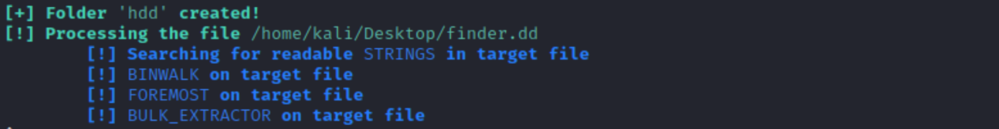 [+] Folder 'hdd' created!
[!] Processing the file /home/kali/Desktop/finder.dd
[!] Searching for readable STRINGS in target file
[!] BINWALK on target file
[!] FOREMOST on target file
[!] BULK_EXTRACTOR on target file